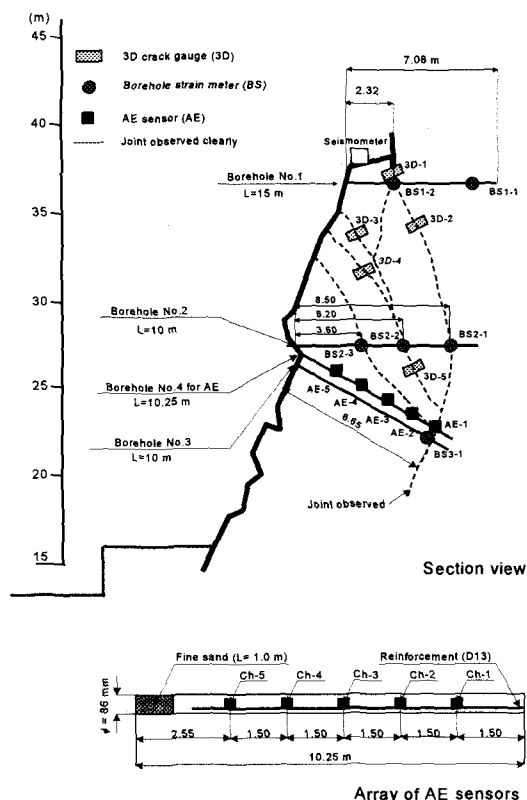 (m)
45
40
35
30
25
20
15
3D crack gauge (3D)
Borehole strain meter (BS)
AE sensor (AE)
Joint observed clearly
7.08 m
2.32
Seismometer
3D-1
Borehole No.1
L=15 m
BS1-2
BS1-1
3D-3
3D-2
3D-4
8.50
6.20
3.60
Borehole No.2
L=10 m
BS2-3
BS2-2
BS2-1
3D-5
Borehole No.4 for AE
L=10.25 m
AE-5
AE-4
AE-3
AE-2
AE-1
Borehole No.3
L=10 m
8.65
BS3-1
Joint observed
Section view
Fine sand (L= 1.0 m)
Reinforcement (D13)
Ch-5
Ch-4
Ch-3
Ch-2
Ch-1
= 86 mm
2.55
1.50
1.50
1.50
1.50
1.50
10.25 m
Array of AE sensors